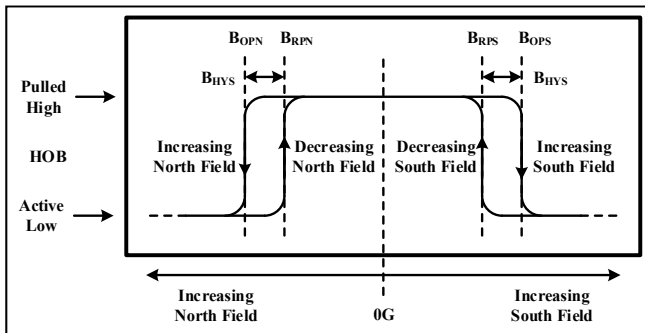 BOPN BRPN BRPS BOPS
BHYS BHYS
Pulled
High
HOB
Active
Low
Increasing
North Field
Decreasing
North Field
Decreasing
South Field
Increasing
South Field
Increasing
North Field
0G
Increasing
South Field